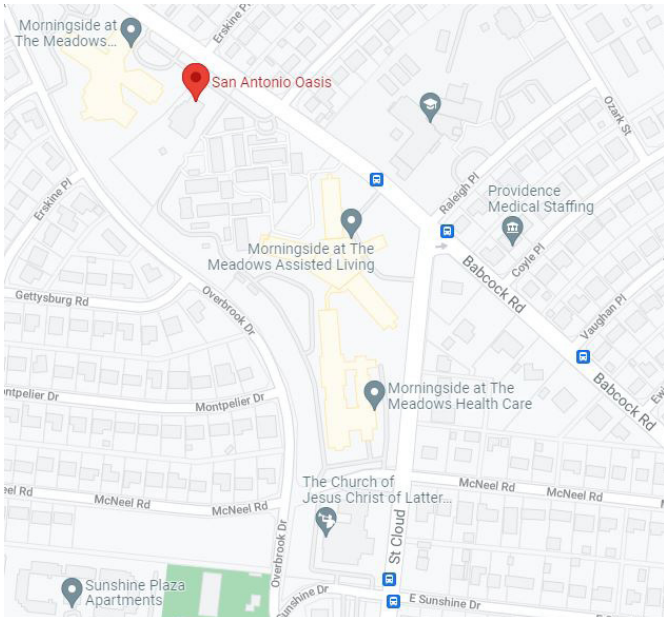 Morningside at
The Meadows...
Erskine Pl
San Antonio Oasis
Ozark St
Raleigh Pl
Providence
Medical Staffing
Erskine Pl
Morningside at The
Meadows Assisted Living
Coyle Pl
Babcock Rd
Gettysburg Rd
Overbrook Dr
Vaughan Pl
Babcock Rd
Ew
Montpelier Dr
ontpelier Dr
Morningside at The
Meadows Health Care
The Church of
Jesus Christ of Latter...
eel Rd
McNeel Rd
McNeel Rd
McNeel Rd
McN
St Cloud
Overbrook Dr
Sunshine Plaza
Apartments
Sunshine Dr
E Sunshine Dr